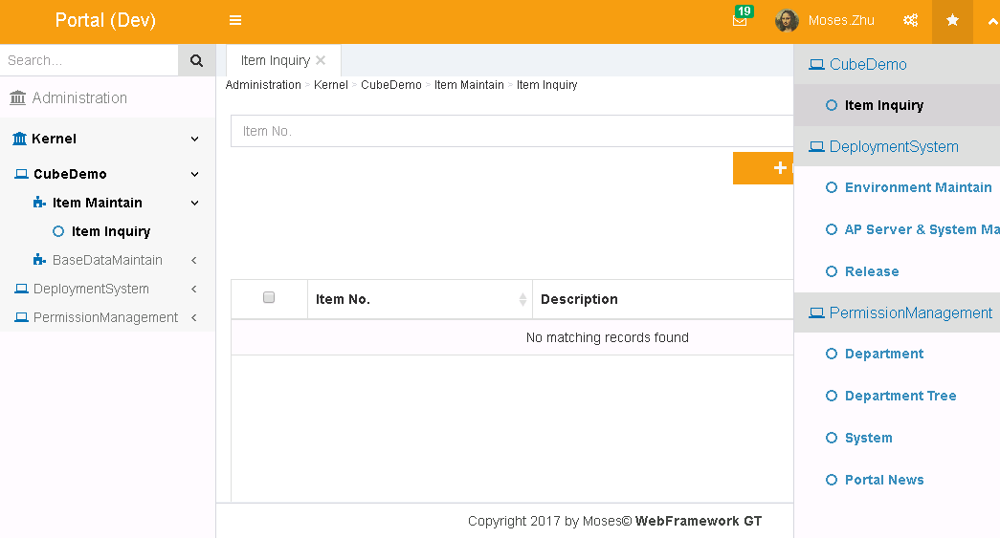 Portal (Dev)
19
Moses.Zhu
Search...
Administration
Kernel
CubeDemo
Item Maintain
Item Inquiry
BaseDataMaintain
DeploymentSystem
PermissionManagement
Item Inquiry
Administration > Kernel > CubeDemo > Item Maintain > Item Inquiry
Item No.
Item No.
Description
No matching records found
Copyright 2017 by Moses© WebFramework GT
CubeDemo
Item Inquiry
DeploymentSystem
Environment Maintain
AP Server & System Ma
Release
PermissionManagement
Department
Department Tree
System
Portal News